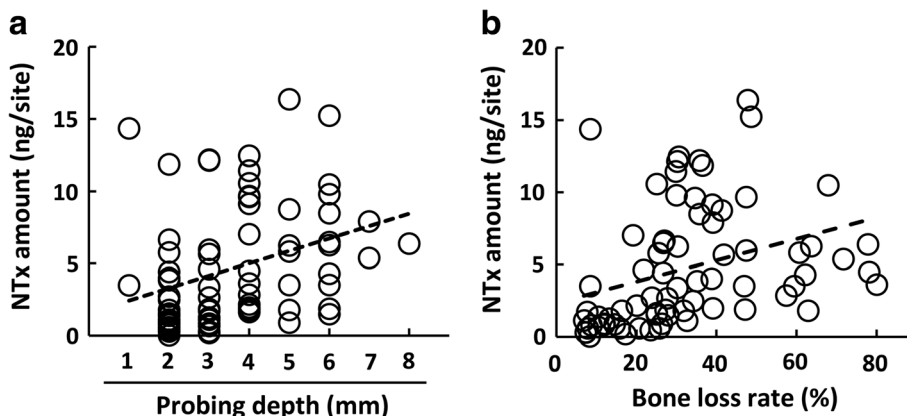 a
NTx amount (ng/site)
20
15
10
5
0
1 2 3 4 5 6 7 8
Probing depth (mm)
b
NTx amount (ng/site)
20
15
10
5
0
0 20 40 60 80
Bone loss rate (%)